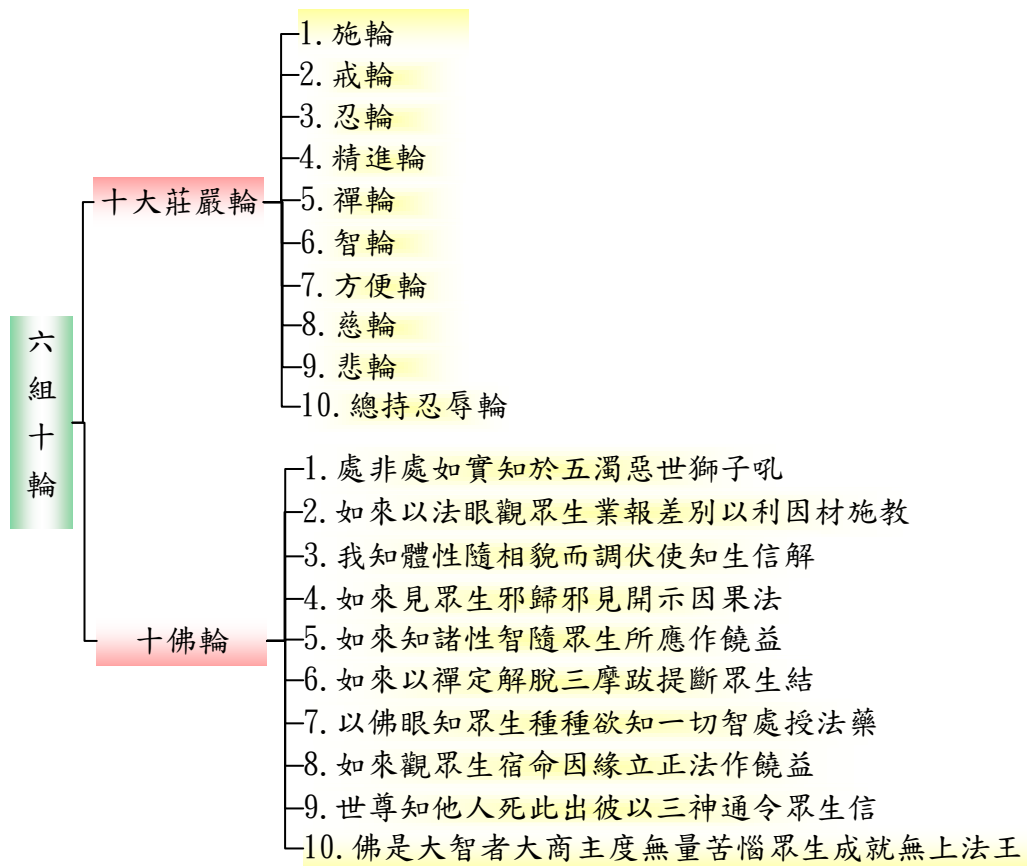 六組十輪
十大莊嚴輪
1. 施輪
2. 戒輪
3. 忍輪
4. 精進輪
5. 禪輪
6. 智輪
7. 方便輪
8. 慈輪
9. 悲輪
10. 總持忍辱輪
十佛輪
1. 處非處如實知於五濁惡世獅子吼
2. 如來以法眼觀眾生業報差別以利因材施教
3. 我知體性隨相貌而調伏使知生信解
4. 如來見眾生邪歸邪見開示因果法
5. 如來知諸性智隨眾生所應作饒益
6. 如來以禪定解脫三摩跋提斷眾生結
7. 以佛眼知眾生種種欲知一切智處授法藥
8. 如來觀眾生宿命因緣立正法作饒益
9. 世尊知他人死此出彼以三神通令眾生信
10. 佛是大智者大商主度無量苦惱眾生成就無上法王